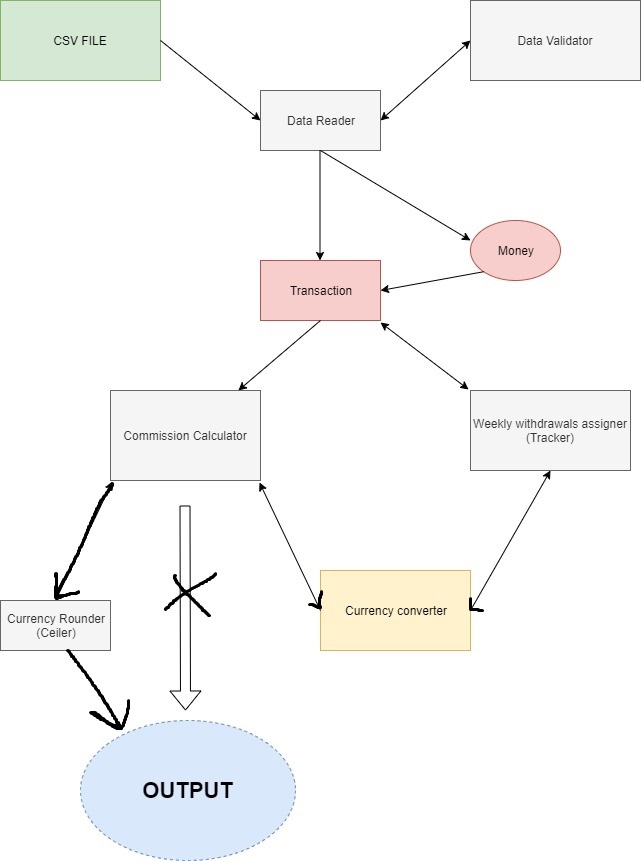 CSV FILE
Data Validator
Data Reader
Money
Transaction
Commission Calculator
Weekly withdrawals assigner
(Tracker)
Currency converter
Currency Rounder
(Ceiler)
OUTPUT